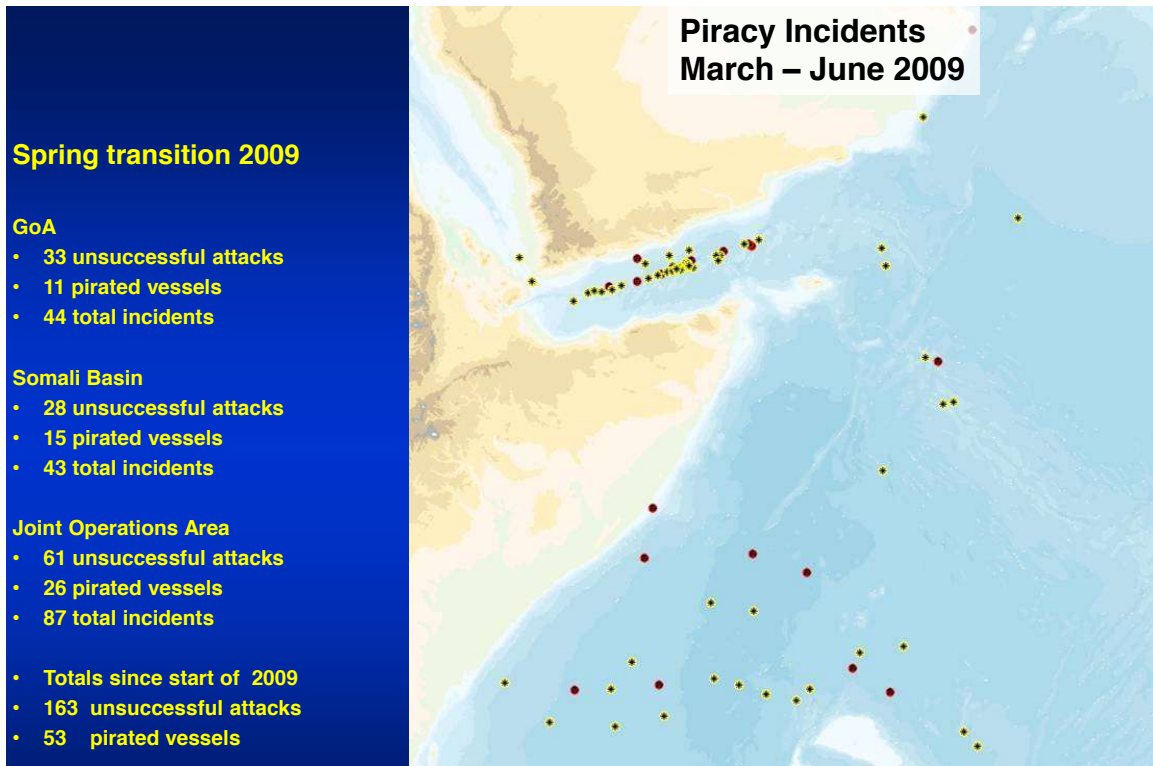 Piracy Incidents
March – June 2009
Spring transition 2009
GoA
• 33 unsuccessful attacks
• 11 pirated vessels
• 44 total incidents
Somali Basin
• 28 unsuccessful attacks
• 15 pirated vessels
• 43 total incidents
Joint Operations Area
• 61 unsuccessful attacks
• 26 pirated vessels
• 87 total incidents
• Totals since start of 2009
• 163 unsuccessful attacks
• 53 pirated vessels